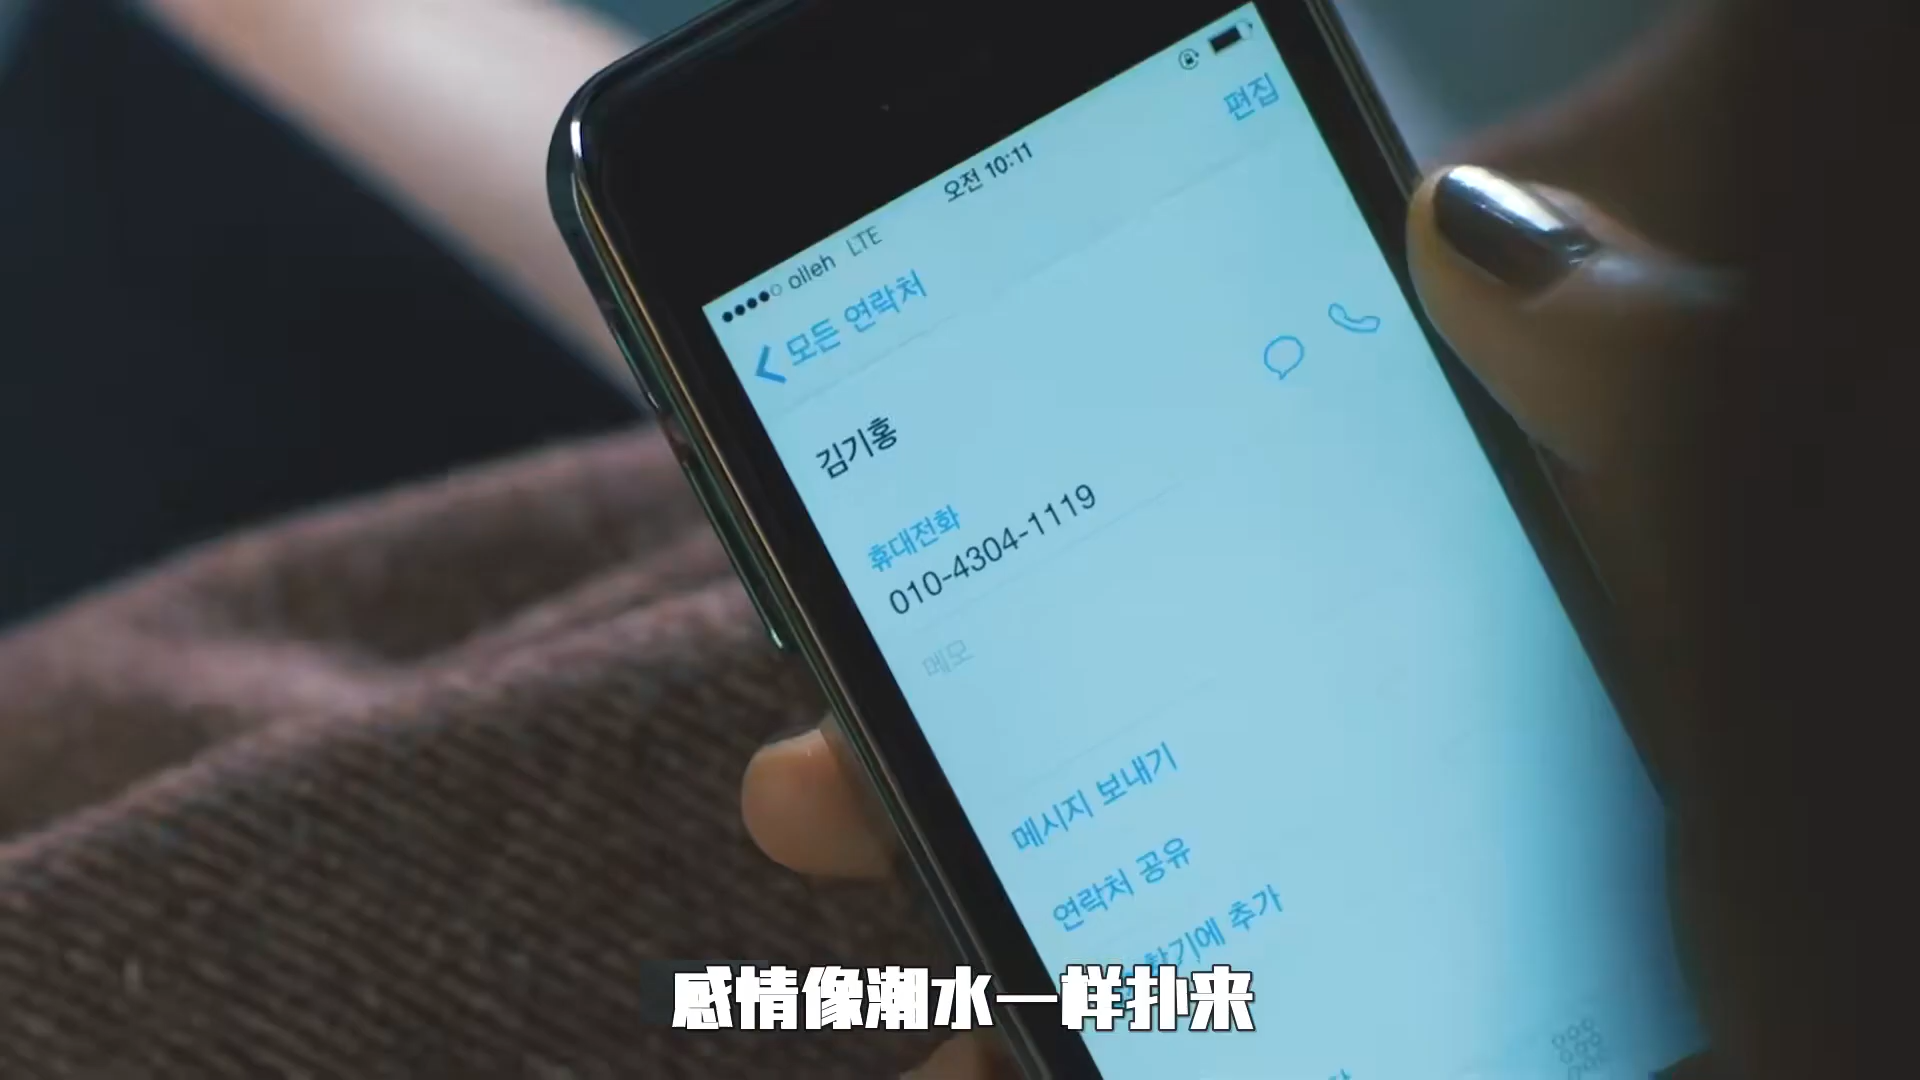 오전 10:11
olleh LTE
편집
모든 연락처
김기홍
휴대전화
010-4304-1119
메모
메시지 보내기
연락처 공유
추가
感情像潮水一样扑来